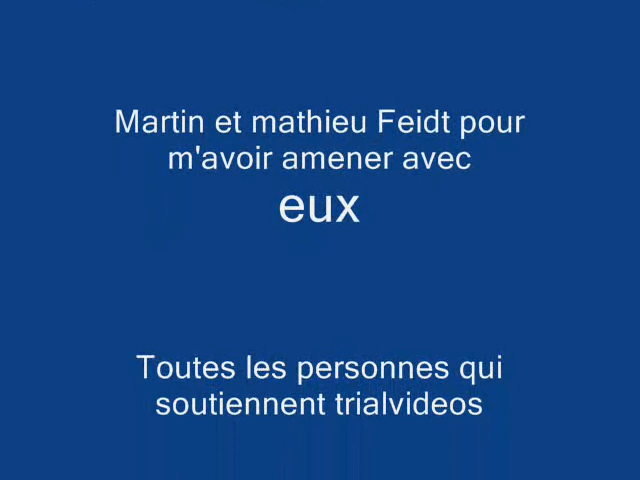 Martin et mathieu Feidt pour
m'avoir amener avec
eux
Toutes les personnes qui
soutiennent trialvideos